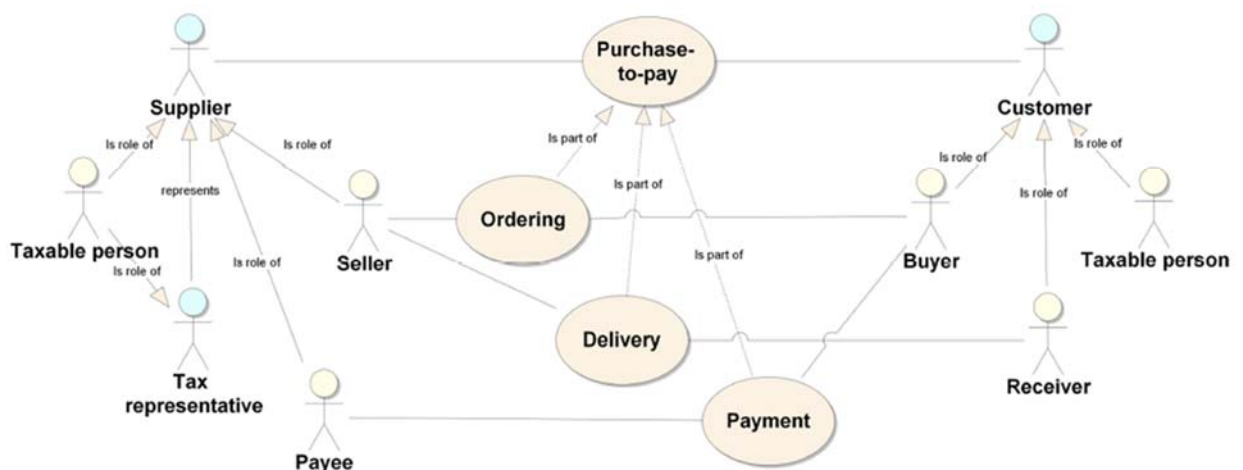 Purchase-
to-pay
Supplier
Customer
Is role of
Is role of
Is part of
Is role of
Is role of
represents
Is part of
Is role of
Ordering
Taxable person
Seller
Buyer
Taxable person
Is role of
Is role of
Is part of
Delivery
Tax
representative
Receiver
Payment
Payee